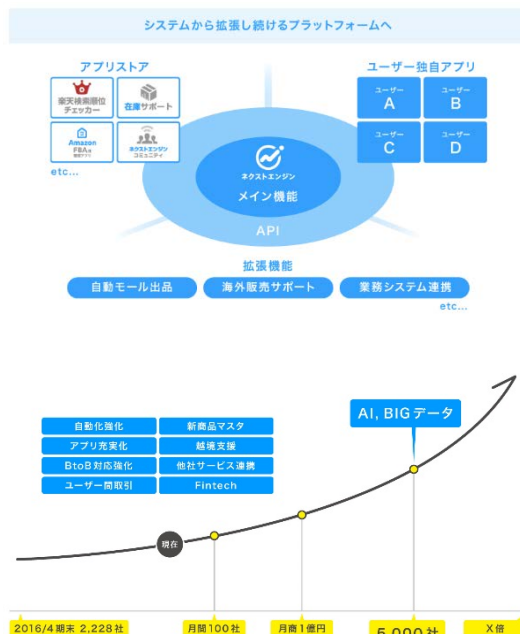 システムから拡張し続けるプラットフォームへ
アプリストア
楽天検索順位
チェッカー
在庫サポート
Amazon
FBA
ネクストエンジン
コミュニティ
etc...
ユーザー独自アプリ
ユーザー
A
ユーザー
B
ユーザー
C
ユーザー
D
ネクストエンジン
メイン機能
API
拡張機能
自動モール出品
海外販売サポート
業務システム連携
etc...
AI, BIGデータ
自動化強化
新商品マスタ
アプリ充実化
越境支援
BtoB対応強化
他社サービス連携
ユーザー間取引
Fintech
現在
2016/4期末 2,228社
月間100社
月商1億円
5,000社
X倍